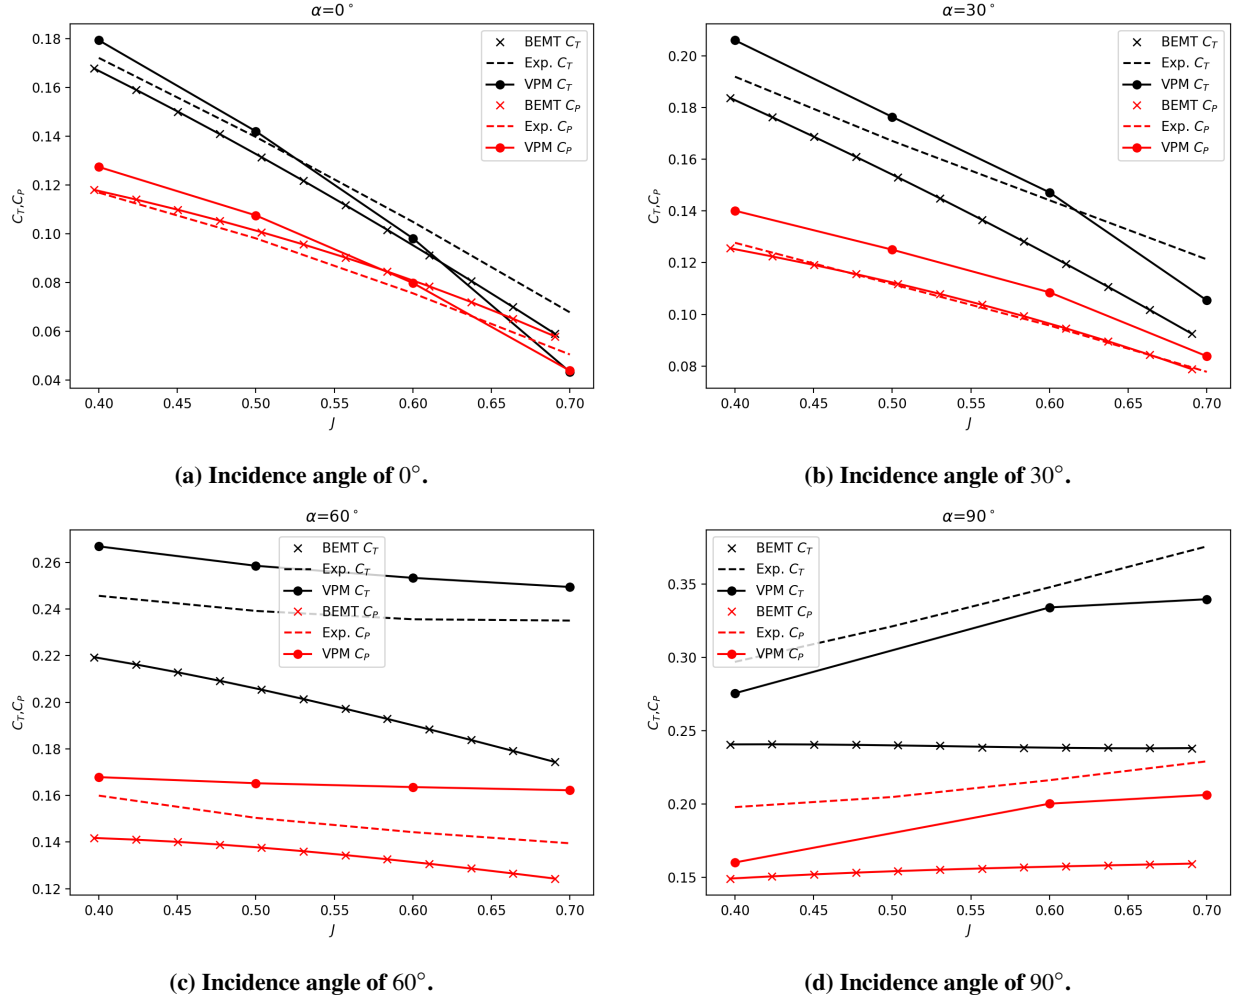 α=0°
0.18
0.16
0.14
0.12
0.10
0.08
0.06
0.04
C_T,C_P
BEMT C_T
Exp. C_T
VPM C_T
BEMT C_P
Exp. C_P
VPM C_P
0.40 0.45 0.50 0.55 0.60 0.65 0.70
J
(a) Incidence angle of 0°.
α=30°
0.20
0.18
0.16
0.14
0.12
0.10
0.08
C_T,C_P
BEMT C_T
Exp. C_T
VPM C_T
BEMT C_P
Exp. C_P
VPM C_P
0.40 0.45 0.50 0.55 0.60 0.65 0.70
J
(b) Incidence angle of 30°.
α=60°
0.26
0.24
0.22
0.20
0.18
0.16
0.14
0.12
C_T,C_P
BEMT C_T
Exp. C_T
VPM C_T
BEMT C_P
Exp. C_P
VPM C_P
0.40 0.45 0.50 0.55 0.60 0.65 0.70
J
(c) Incidence angle of 60°.
α=90°
0.35
0.30
0.25
0.20
0.15
C_T,C_P
BEMT C_T
Exp. C_T
VPM C_T
BEMT C_P
Exp. C_P
VPM C_P
0.40 0.45 0.50 0.55 0.60 0.65 0.70
J
(d) Incidence angle of 90°.